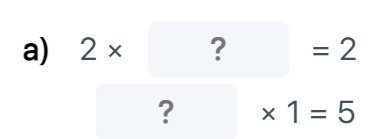 a) 2 × ? = 2
? × 1 = 5